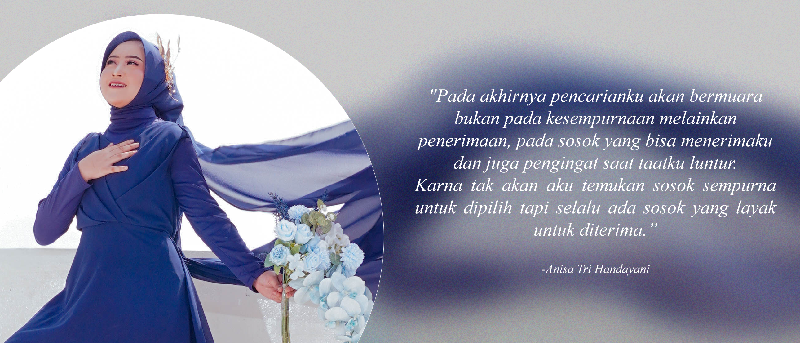 "Pada akhirnya pencarianku akan bermuara
bukan pada kesempurnaan melainkan
penerimaan, pada sosok yang bisa menerimaku
dan juga pengingat saat taatku luntur.
Karna tak akan aku temukan sosok sempurna
untuk dipilih tapi selalu ada sosok yang layak
untuk diterima."
-Anisa Tri Handayani